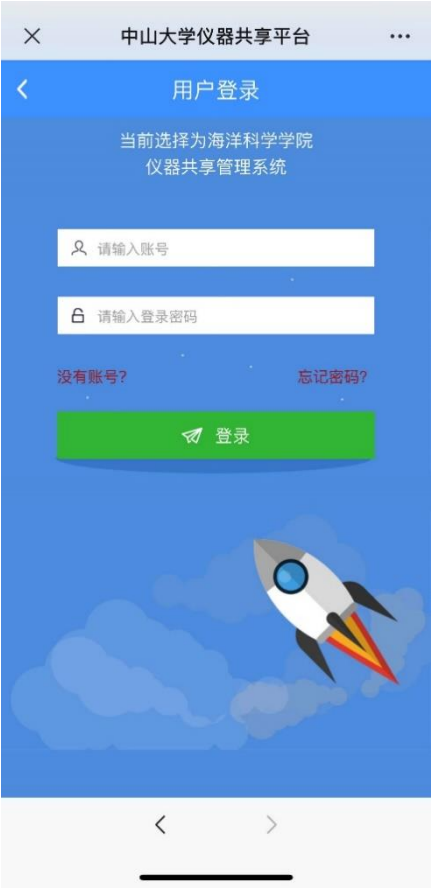 中山大学仪器共享平台
用户登录
当前选择为海洋科学学院
仪器共享管理系统
请输入账号
请输入登录密码
没有账号? 忘记密码?
登录